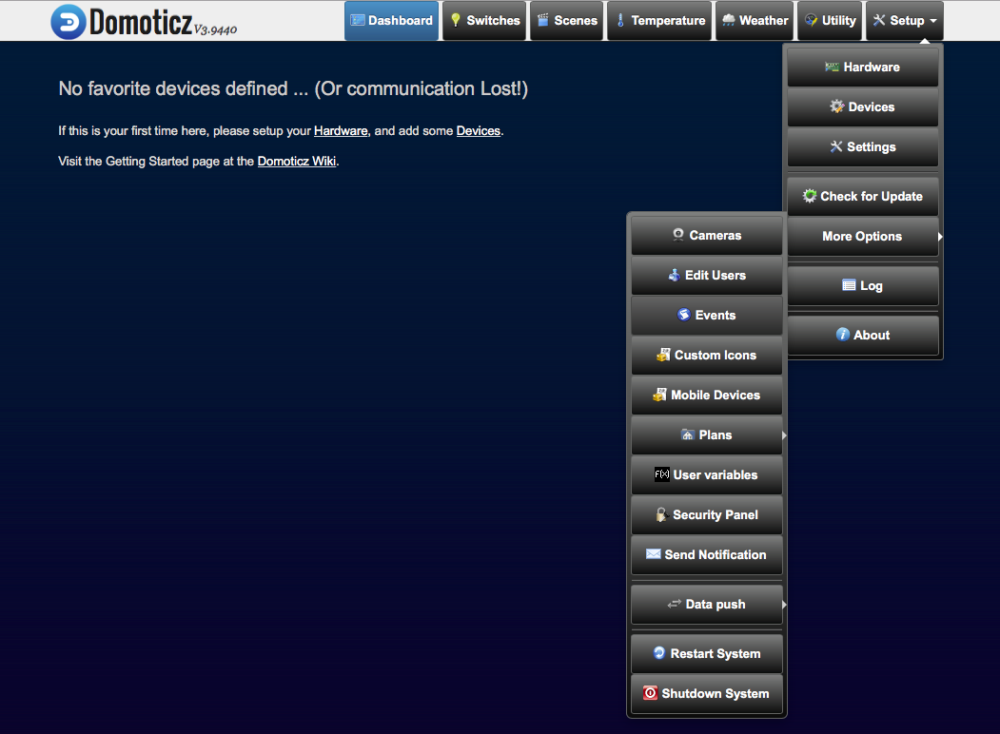 Domoticz V3.9440
Dashboard Switches Scenes Temperature Weather Utility Setup
No favorite devices defined ... (Or communication Lost!)
If this is your first time here, please setup your Hardware, and add some Devices.
Visit the Getting Started page at the Domoticz Wiki.
Hardware
Devices
Settings
Check for Update
More Options
Log
About
Cameras
Edit Users
Events
Custom Icons
Mobile Devices
Plans
F(x) User variables
Security Panel
Send Notification
Data push
Restart System
Shutdown System